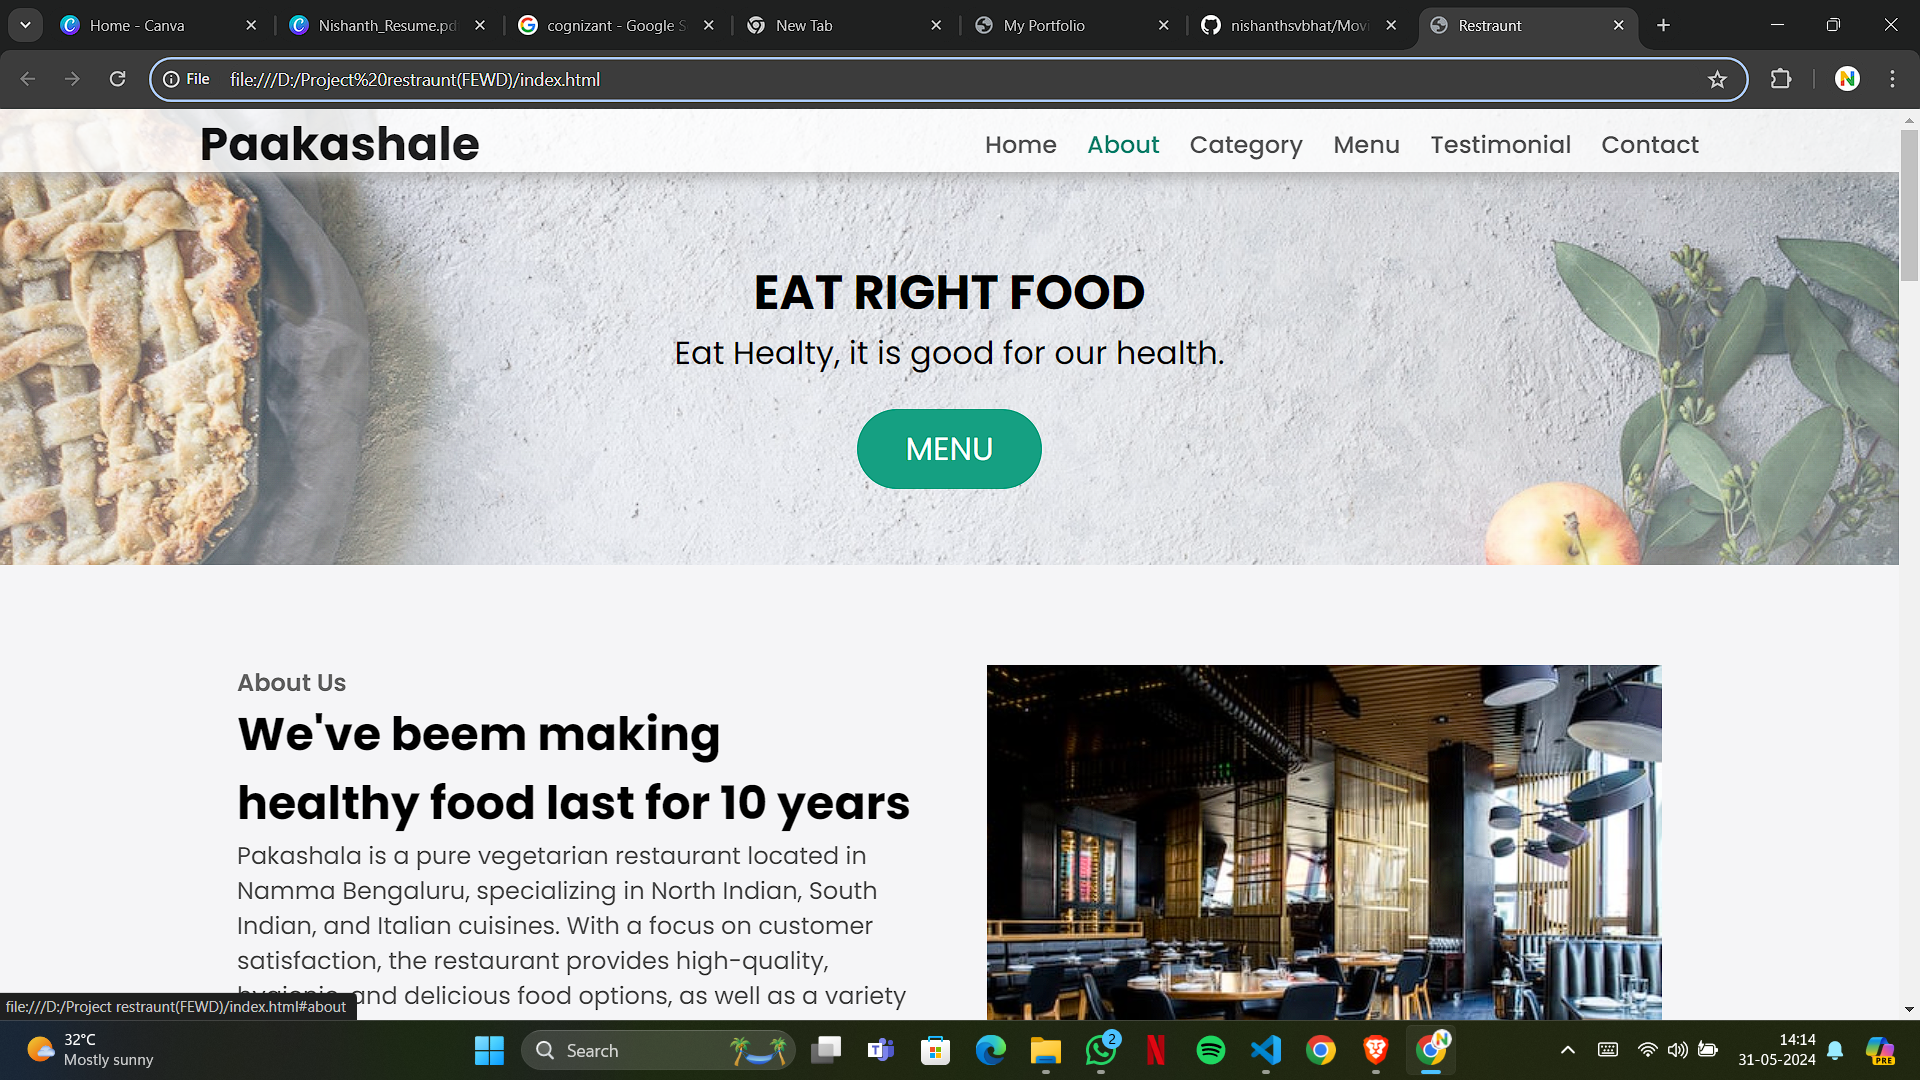 Home - Canva
Nishanth_Resume.pd
cognizant - Google S
New Tab
My Portfolio
nishanthsvbhat/Movi
Restraunt
File
file:///D:/Project%20restraunt(FEWD)/index.html
Paakashale
Home
About
Category
Menu
Testimonial
Contact
EAT RIGHT FOOD
Eat Healty, it is good for our health.
MENU
About Us
We've beem making
healthy food last for 10 years
Pakashala is a pure vegetarian restaurant located in
Namma Bengaluru, specializing in North Indian, South
Indian, and Italian cuisines. With a focus on customer
satisfaction, the restaurant provides high-quality,
hygienic, and delicious food options, as well as a variety
file:///D:/Project restraunt(FEWD)/index.html#about
32°C
Mostly sunny
Search
2
14:14
31-05-2024
PRE